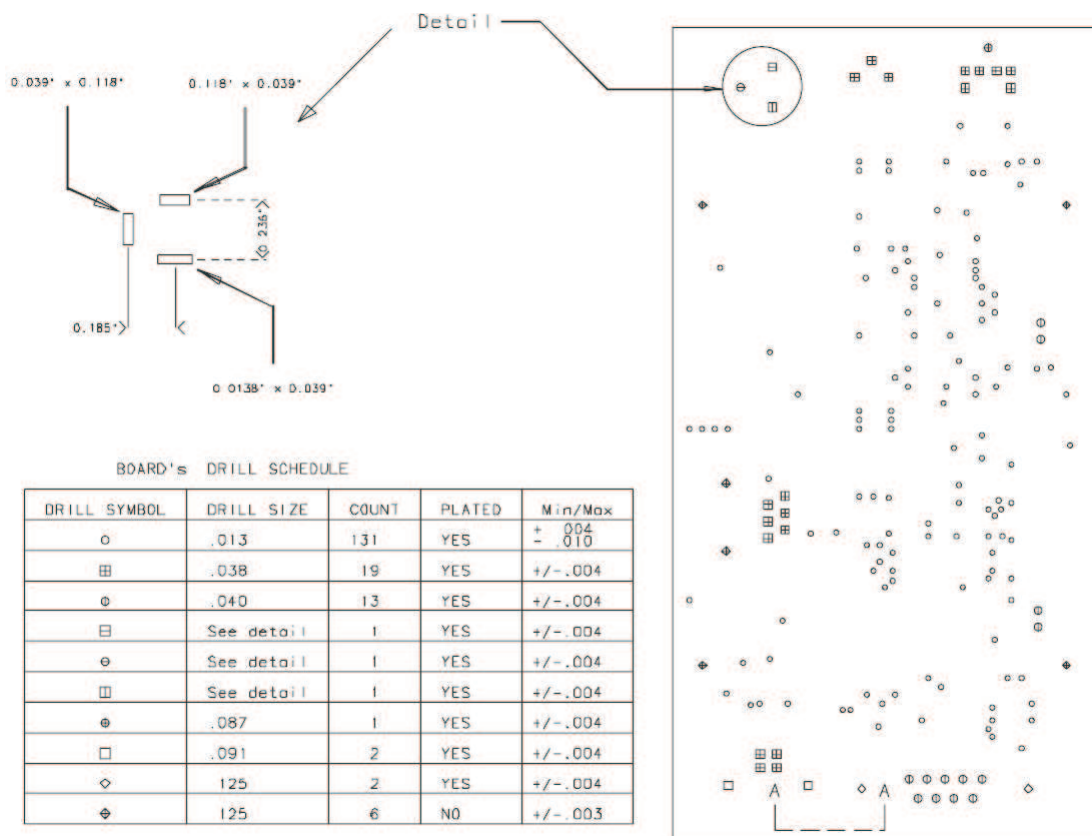 Detail
0.039" x 0.118"
0.118" x 0.039"
0.236"
0.185"
0.0138" x 0.039"
BOARD's DRILL SCHEDULE
DRILL SYMBOL DRILL SIZE COUNT PLATED Min/Max
.013 131 YES + .004 - .010
.038 19 YES +/-.004
.040 13 YES +/-.004
See detail 1 YES +/-.004
See detail 1 YES +/-.004
See detail 1 YES +/-.004
.087 1 YES +/-.004
.091 2 YES +/-.004
125 2 YES +/-.004
125 6 NO +/-.003
A A